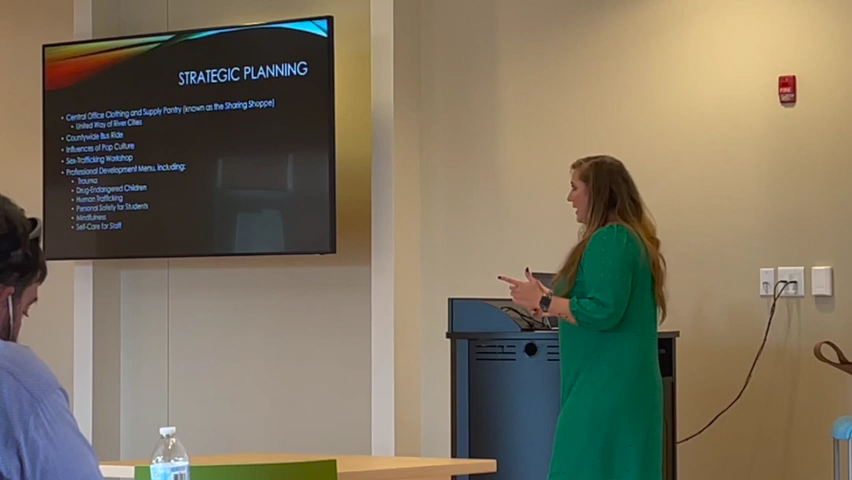 STRATEGIC PLANNING
• Central Office Clothing and Supply Pantry (known as the Sharing Shoppe)
• United Way of River Cities
• Countywide Bus Ride
• Influences of Pop Culture
• Sex-Trafficking Workshop
• Professional Development Menu, including:
• Trauma
• Drug-Endangered Children
• Human Trafficking
• Personal Safety for Students
• Mindfulness
• Self-Care for Staff
FIRE